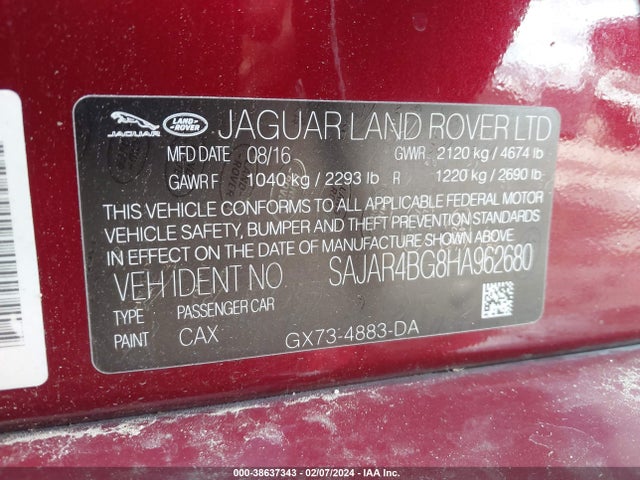 JAGUAR LAND-ROVER JAGUAR LAND ROVER LTD
MFD DATE 08/16 GWR 2120 kg / 4674 lb
GAWR F 1040 kg / 2293 lb R 1220 kg / 2690 lb
THIS VEHICLE CONFORMS TO ALL APPLICABLE FEDERAL MOTOR
VEHICLE SAFETY, BUMPER AND THEFT PREVENTION STANDARDS
IN EFFECT ON THE DATE OF MANUFACTURE SHOWN ABOVE.
VEH IDENT NO SAJAR4BG8HA962680
TYPE PASSENGER CAR
PAINT CAX GX73-4883-DA
000-38637343 - 02/07/2024 - IAA Inc.